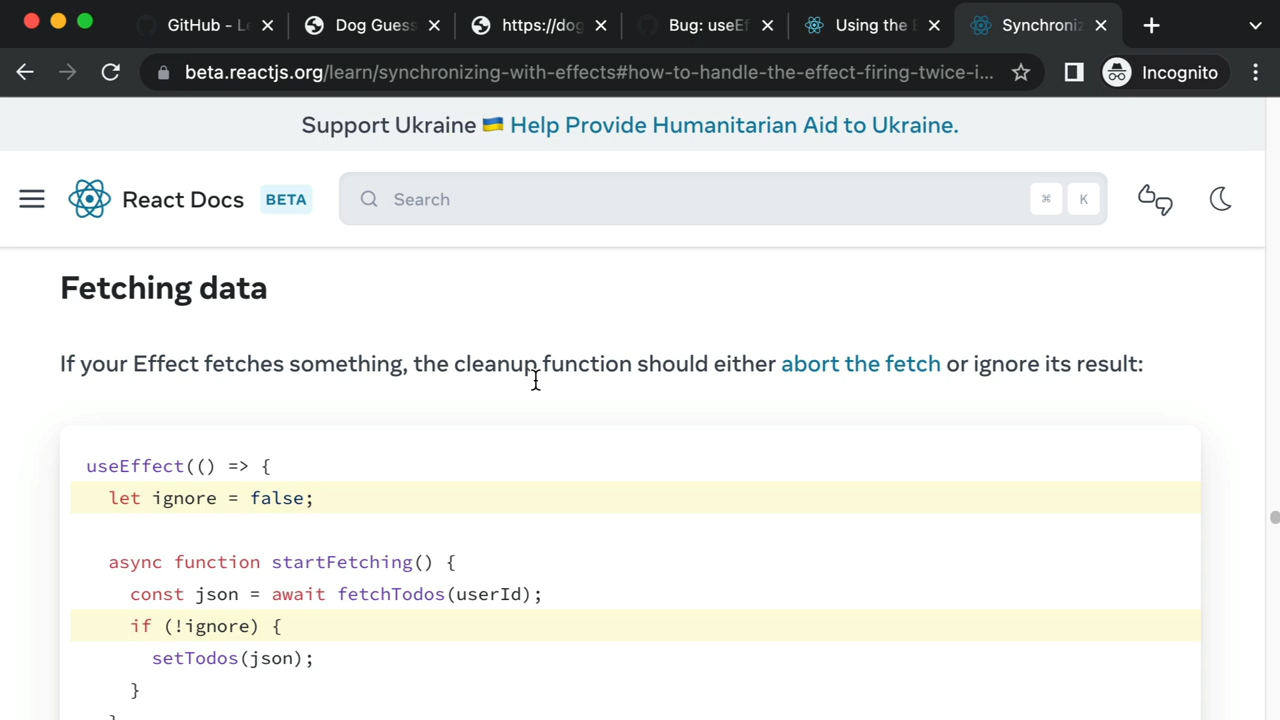 GitHub - Le
Dog Guess
https://dog
Bug: useEf
Using the E
Synchroniz
beta.reactjs.org/learn/synchronizing-with-effects#how-to-handle-the-effect-firing-twice-i...
Incognito
Support Ukraine 🇺🇦 Help Provide Humanitarian Aid to Ukraine.
React Docs BETA
Search
⌘ K
Fetching data
If your Effect fetches something, the cleanup function should either abort the fetch or ignore its result:
useEffect(() => {
let ignore = false;
async function startFetching() {
const json = await fetchTodos(userId);
if (!ignore) {
setTodos(json);
}
}